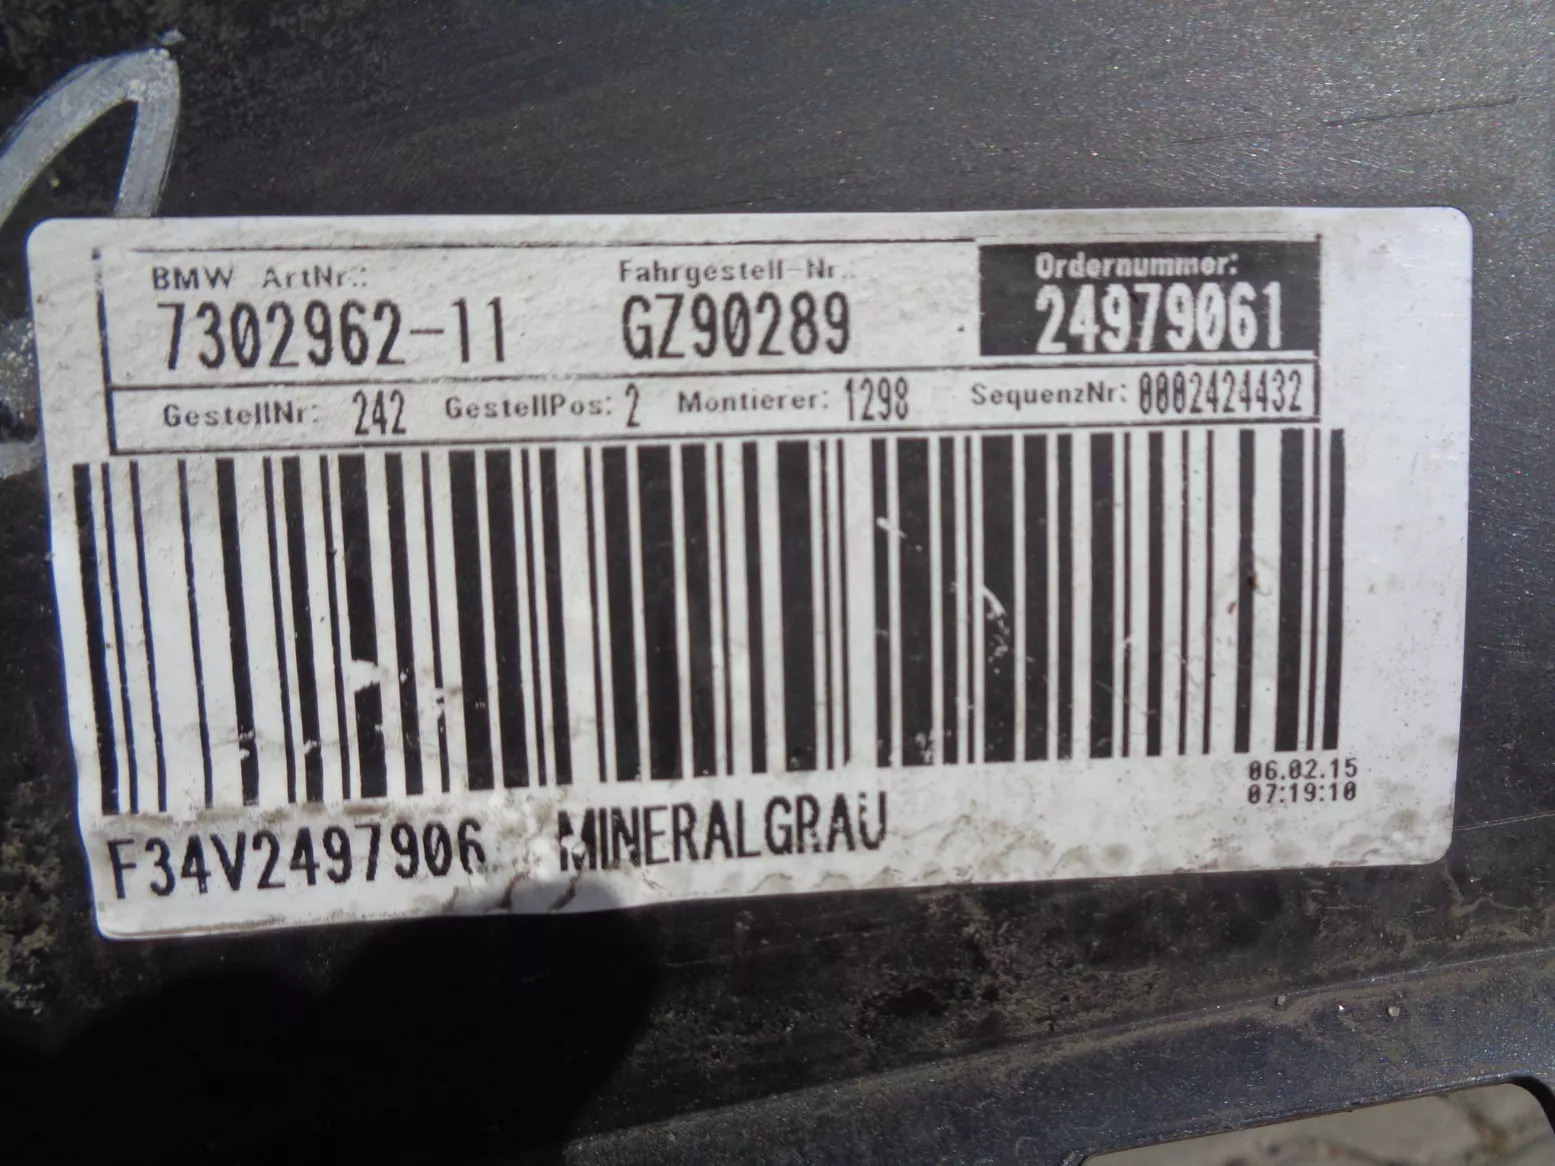 BMW ArtNr.: Fahrgestell-Nr.: Ordernummer:
7302962-11 GZ90289 24979061
GestellNr: 242 GestellPos: 2 Montierer: 1298 SequenzNr: 0002424432
06.02.15
07:19:10
F34V2497906 MINERALGRAU